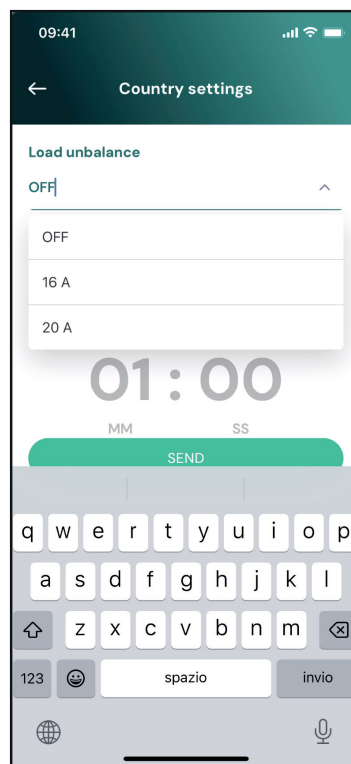 09:41
Country settings
Load unbalance
OFF
OFF
16 A
20 A
01 : 00
MM SS
SEND
q w e r t y u i o p
a s d f g h j k l
z x c v b n m
123 spazio invio